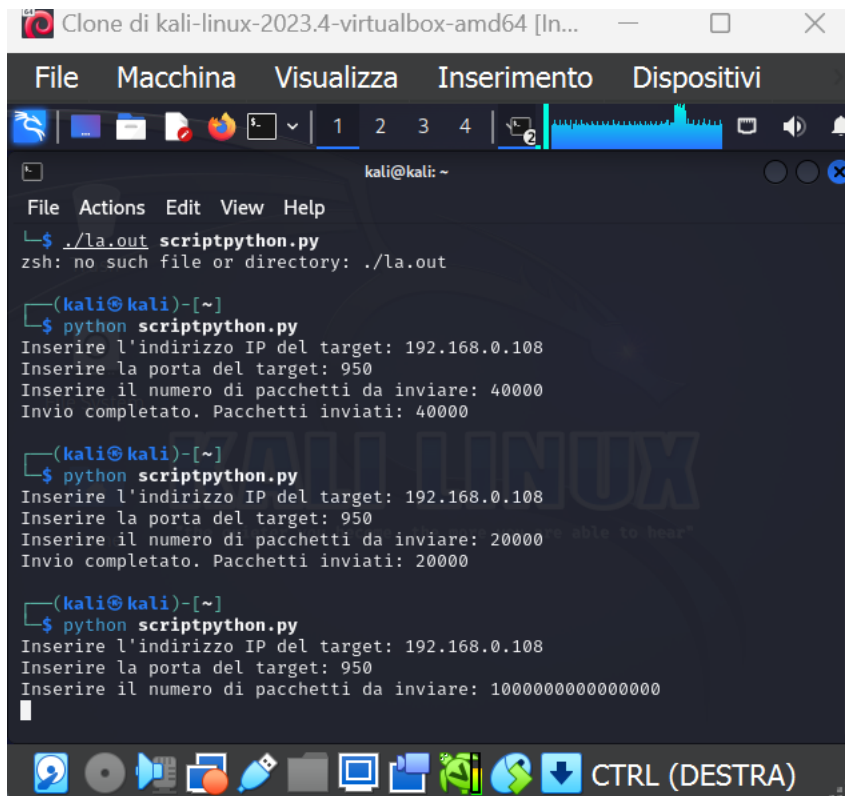 Clone di kali-linux-2023.4-virtualbox-amd64 [In...
File Macchina Visualizza Inserimento Dispositivi
1 2 3 4 2
kali@kali: ~
File Actions Edit View Help
└─$ ./la.out scriptpython.py
zsh: no such file or directory: ./la.out
┌──(kali㉿kali)-[~]
└─$ python scriptpython.py
Inserire l'indirizzo IP del target: 192.168.0.108
Inserire la porta del target: 950
Inserire il numero di pacchetti da inviare: 40000
Invio completato. Pacchetti inviati: 40000
┌──(kali㉿kali)-[~]
└─$ python scriptpython.py
Inserire l'indirizzo IP del target: 192.168.0.108
Inserire la porta del target: 950
Inserire il numero di pacchetti da inviare: 20000
Invio completato. Pacchetti inviati: 20000
┌──(kali㉿kali)-[~]
└─$ python scriptpython.py
Inserire l'indirizzo IP del target: 192.168.0.108
Inserire la porta del target: 950
Inserire il numero di pacchetti da inviare: 1000000000000000
KALI LINUX
are able to hear"
CTRL (DESTRA)